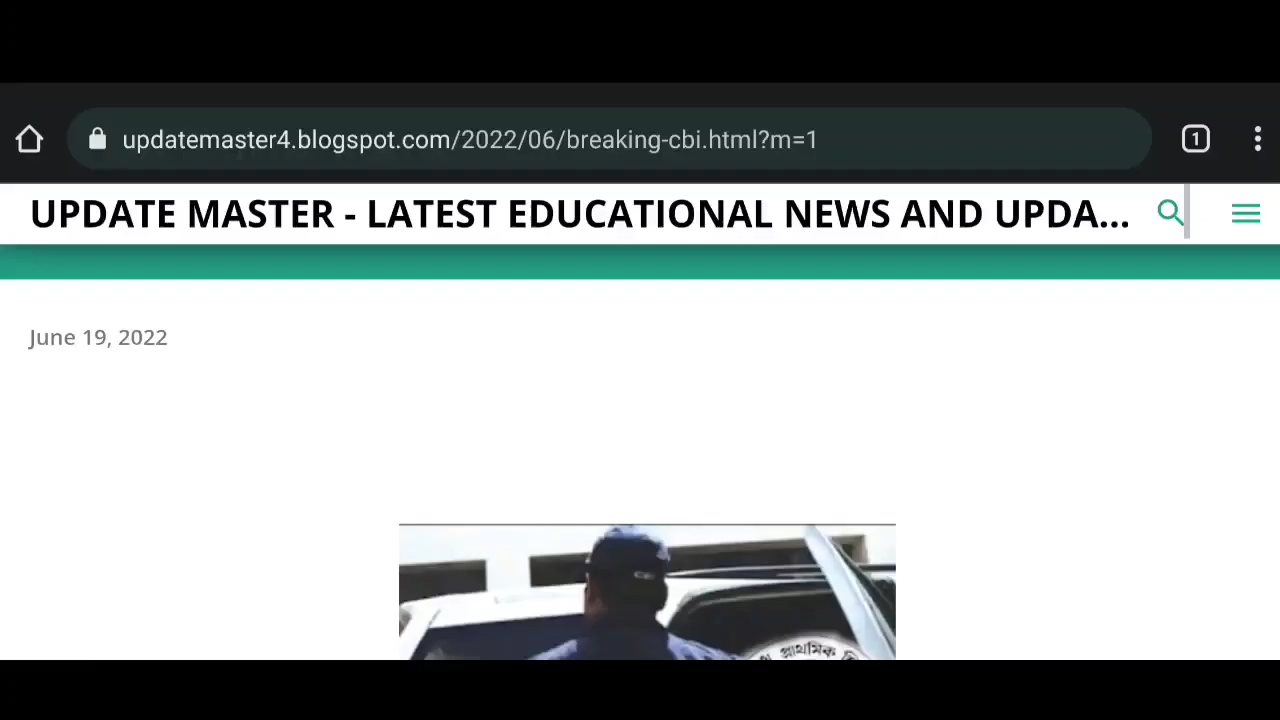 updatemaster4.blogspot.com/2022/06/breaking-cbi.html?m=1
1
UPDATE MASTER - LATEST EDUCATIONAL NEWS AND UPDA...
June 19, 2022
প্রাথমিক